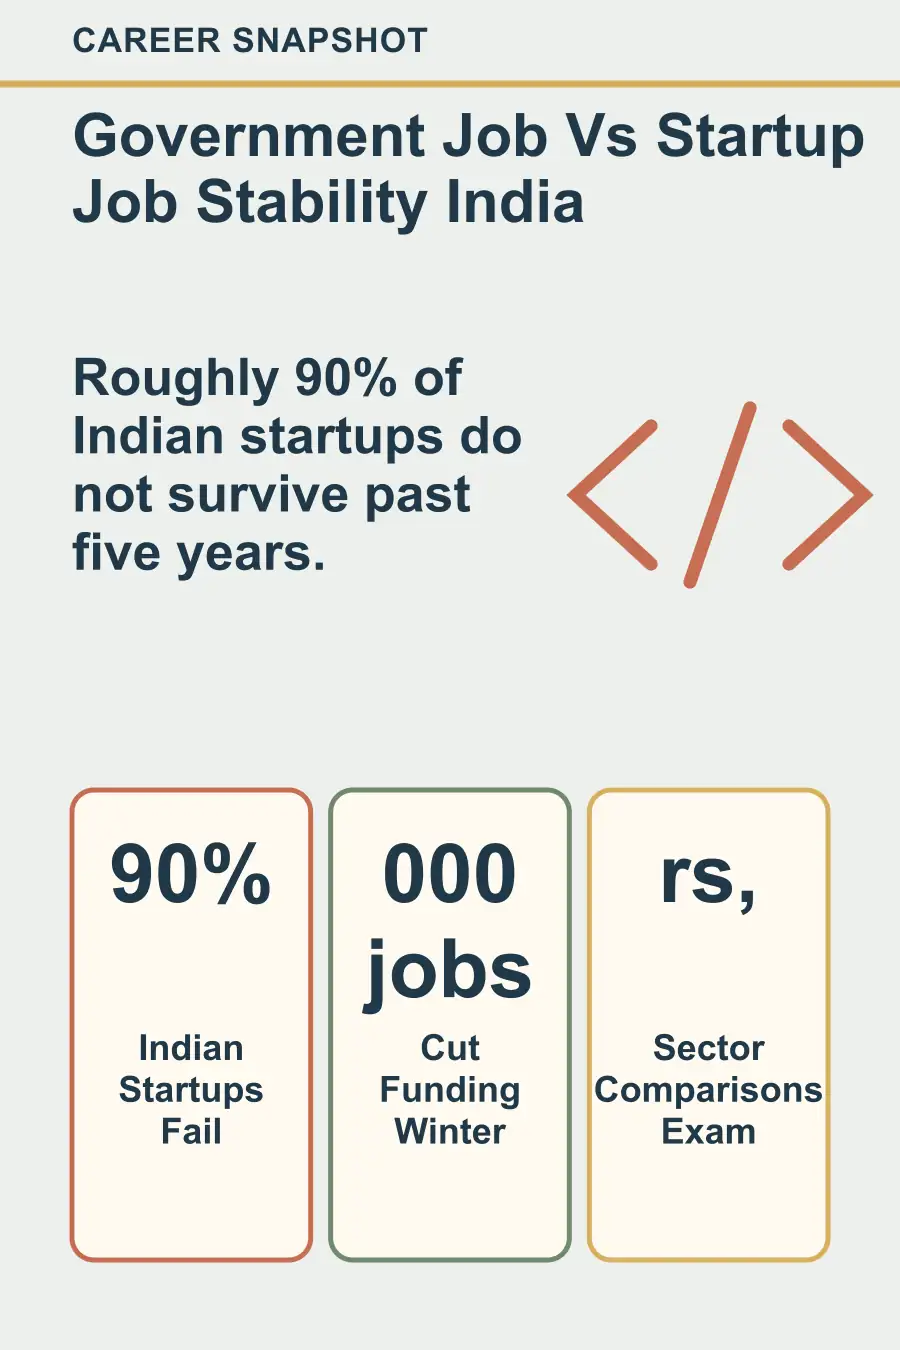 CAREER SNAPSHOT
Government Job Vs Startup
Job Stability India
Roughly 90% of
Indian startups do
not survive past
five years.
</>
90%
Indian
Startups
Fail
000
jobs
Cut
Funding
Winter
rs,
Sector
Comparisons
Exam